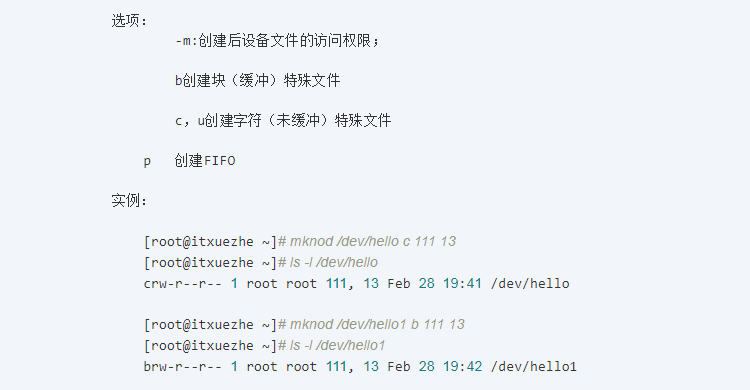 选项：
-m:创建后设备文件的访问权限；
b创建块（缓冲）特殊文件
c，u创建字符（未缓冲）特殊文件
p 创建FIFO
实例：
[root@itxuezhe ~]# mknod /dev/hello c 111 13
[root@itxuezhe ~]# ls -l /dev/hello
crw-r--r-- 1 root root 111, 13 Feb 28 19:41 /dev/hello
[root@itxuezhe ~]# mknod /dev/hello1 b 111 13
[root@itxuezhe ~]# ls -l /dev/hello1
brw-r--r-- 1 root root 111, 13 Feb 28 19:42 /dev/hello1